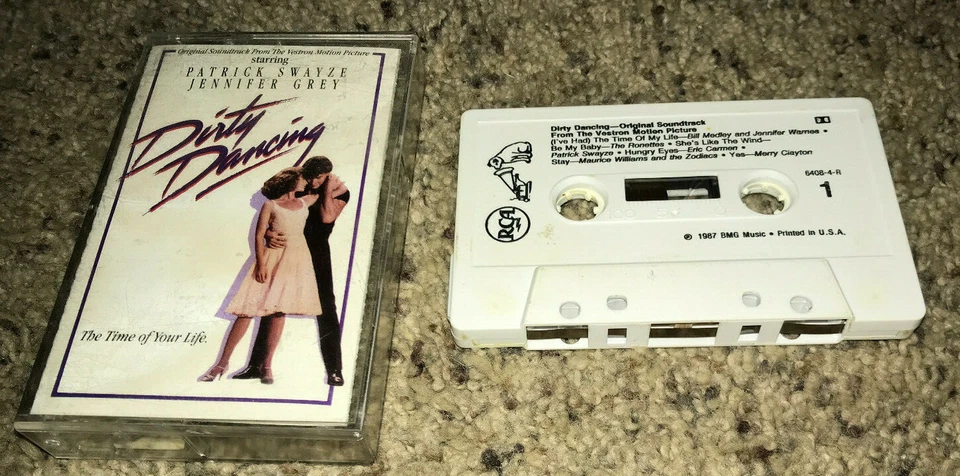 Original Soundtrack From The Vestron Motion Picture
starring
PATRICK SWAYZE
JENNIFER GREY
Dirty
Dancing
The Time of Your Life.
Dirty Dancing—Original Soundtrack
From The Vestron Motion Picture
(I've Had) The Time Of My Life—Bill Medley and Jennifer Warnes •
Be My Baby—The Ronettes • She's Like The Wind—
Patrick Swayze • Hungry Eyes—Eric Carmen •
Stay—Maurice Williams and the Zodiacs • Yes—Merry Clayton
6408-4-R
1
RCA
℗ 1987 BMG Music • Printed in U.S.A.